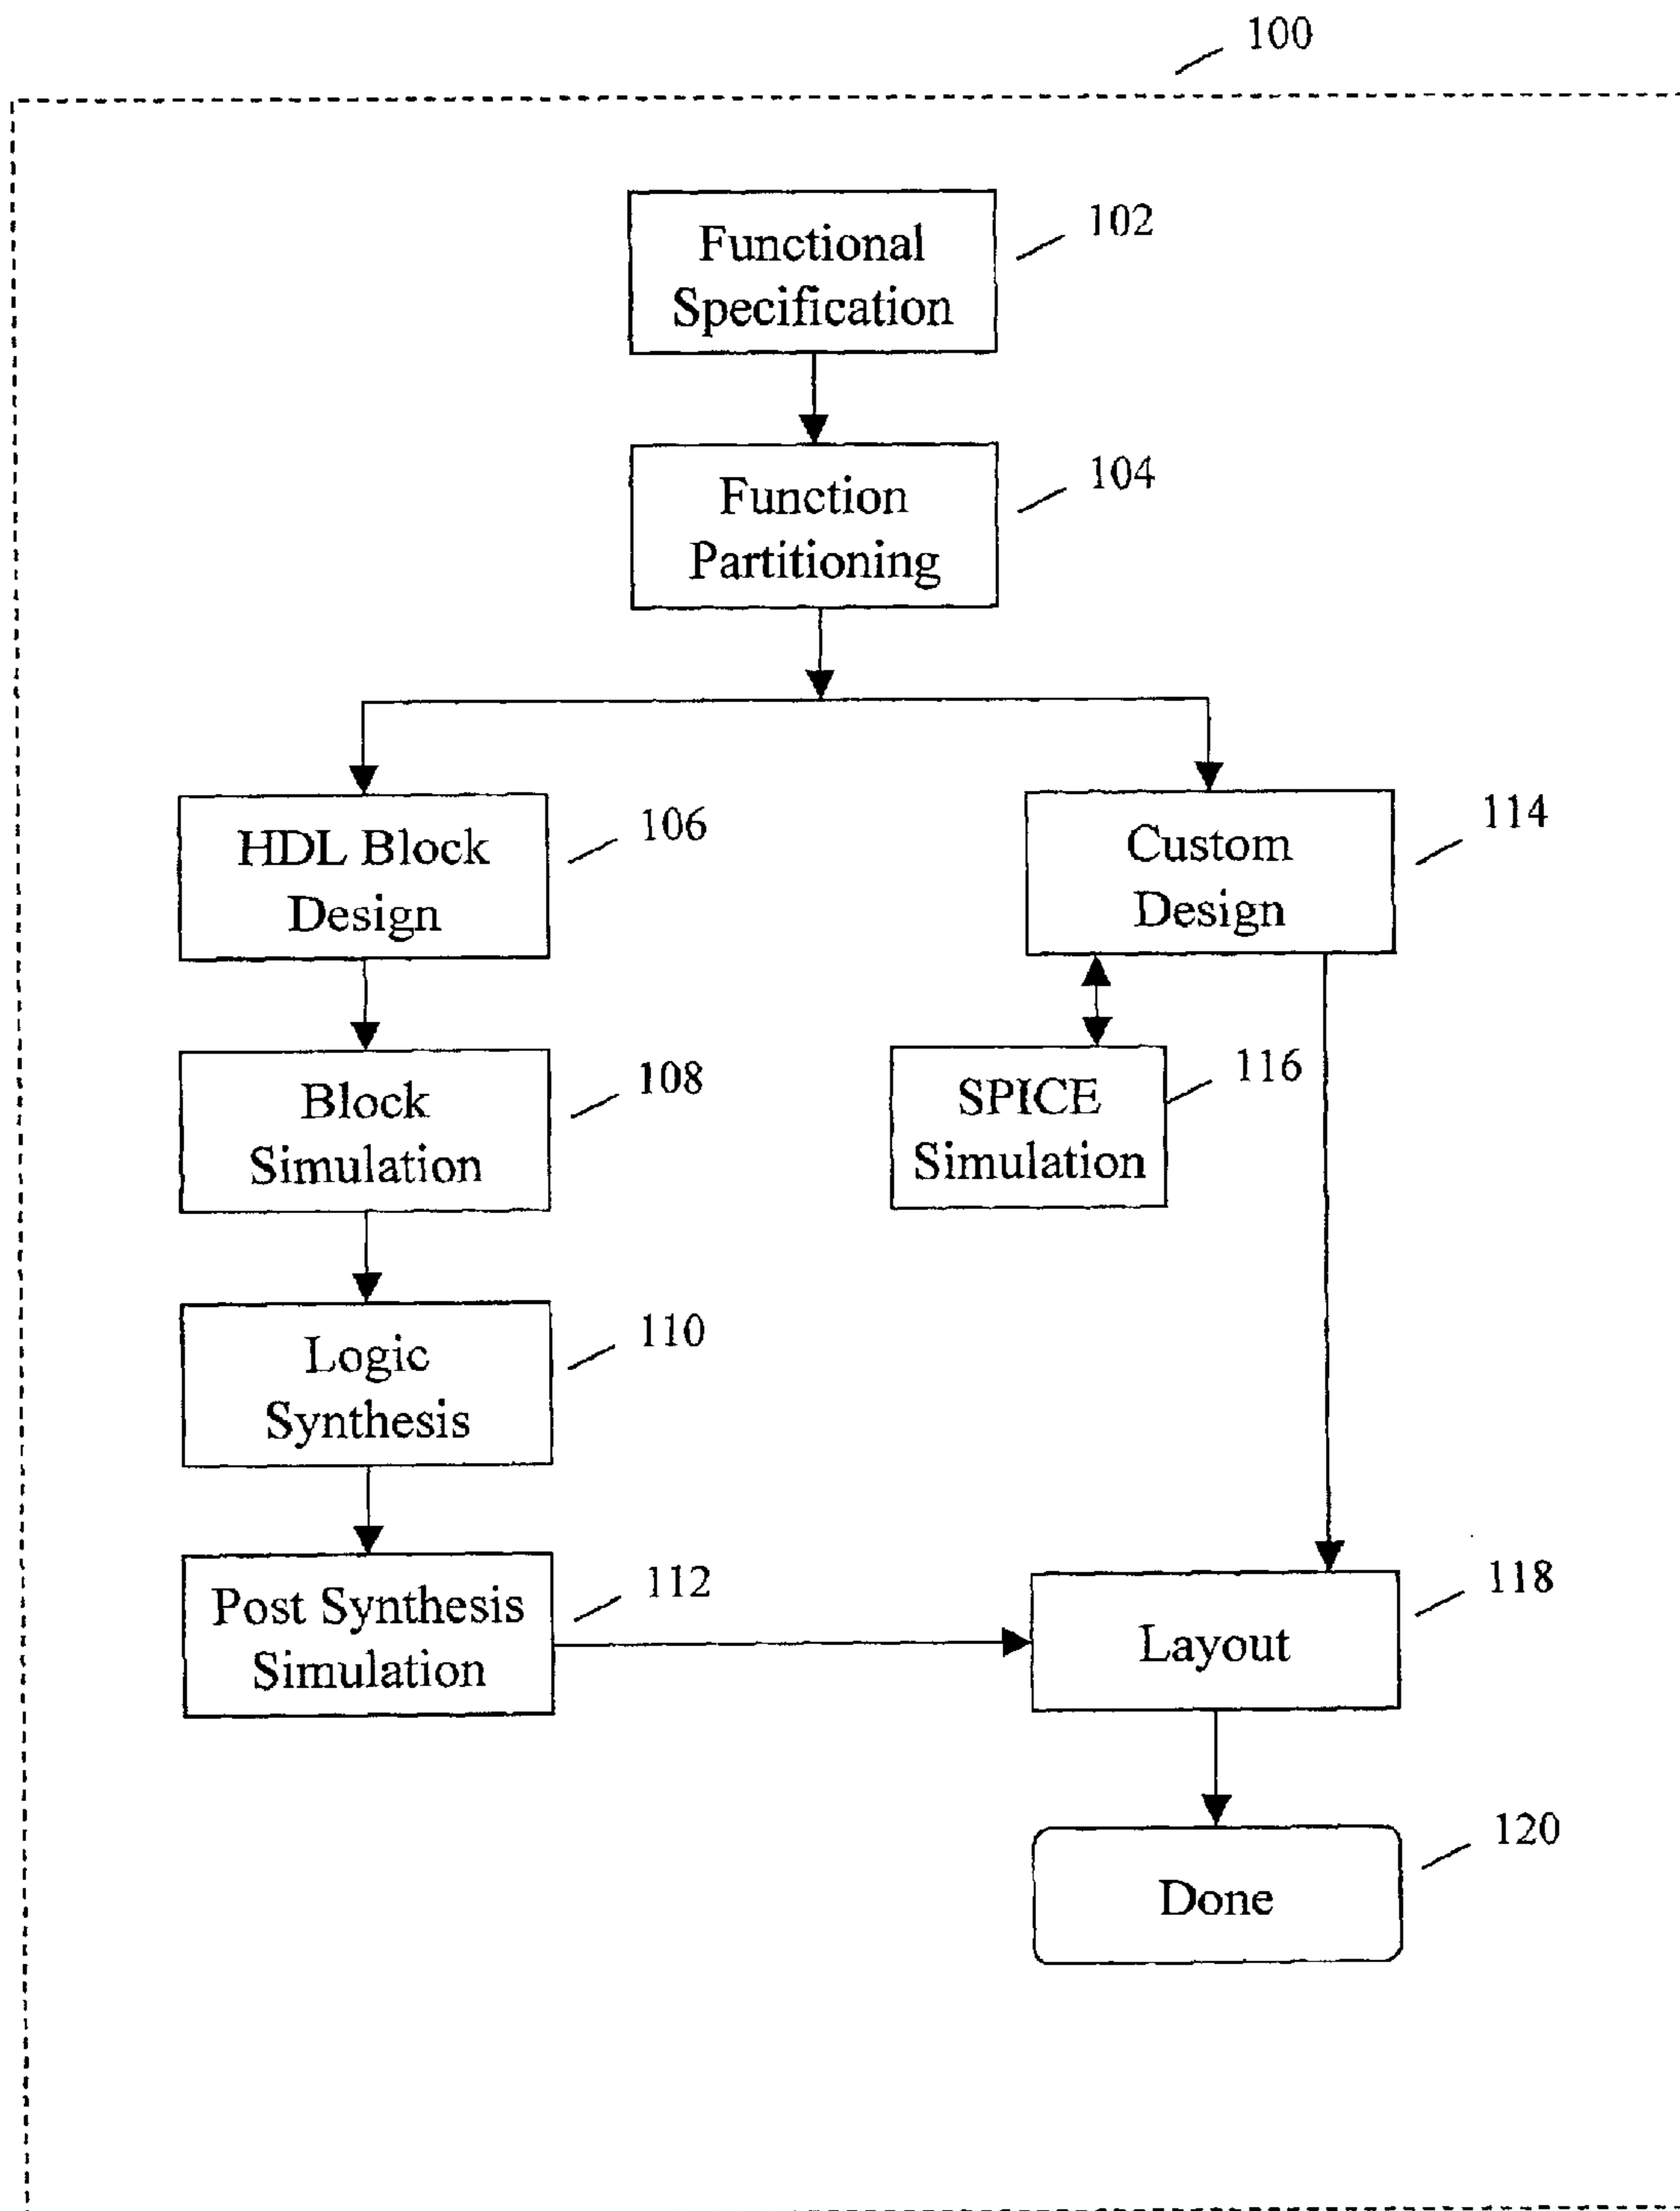 100
Functional
Specification
102
Function
Partitioning
104
HDL Block
Design
106
Custom
Design
114
Block
Simulation
108
SPICE
Simulation
116
Logic
Synthesis
110
Post Synthesis
Simulation
112
Layout
118
Done
120